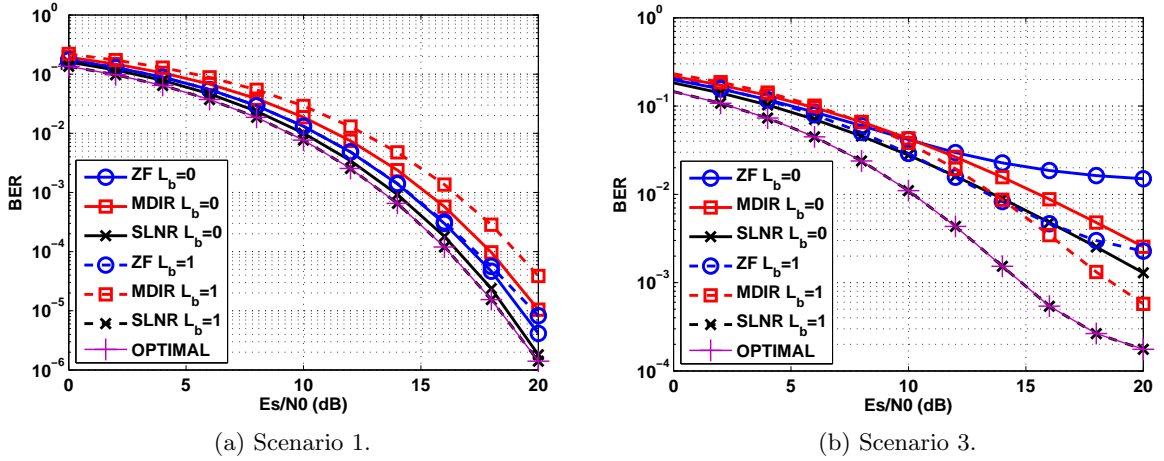 10^0
10^-1
10^-2
10^-3
10^-4
10^-5
10^-6
BER
0
5
10
15
20
Es/N0 (dB)
ZF L_b=0
MDIR L_b=0
SLNR L_b=0
ZF L_b=1
MDIR L_b=1
SLNR L_b=1
OPTIMAL
(a) Scenario 1.
10^0
10^-1
10^-2
10^-3
10^-4
BER
0
5
10
15
20
Es/N0 (dB)
ZF L_b=0
MDIR L_b=0
SLNR L_b=0
ZF L_b=1
MDIR L_b=1
SLNR L_b=1
OPTIMAL
(b) Scenario 3.